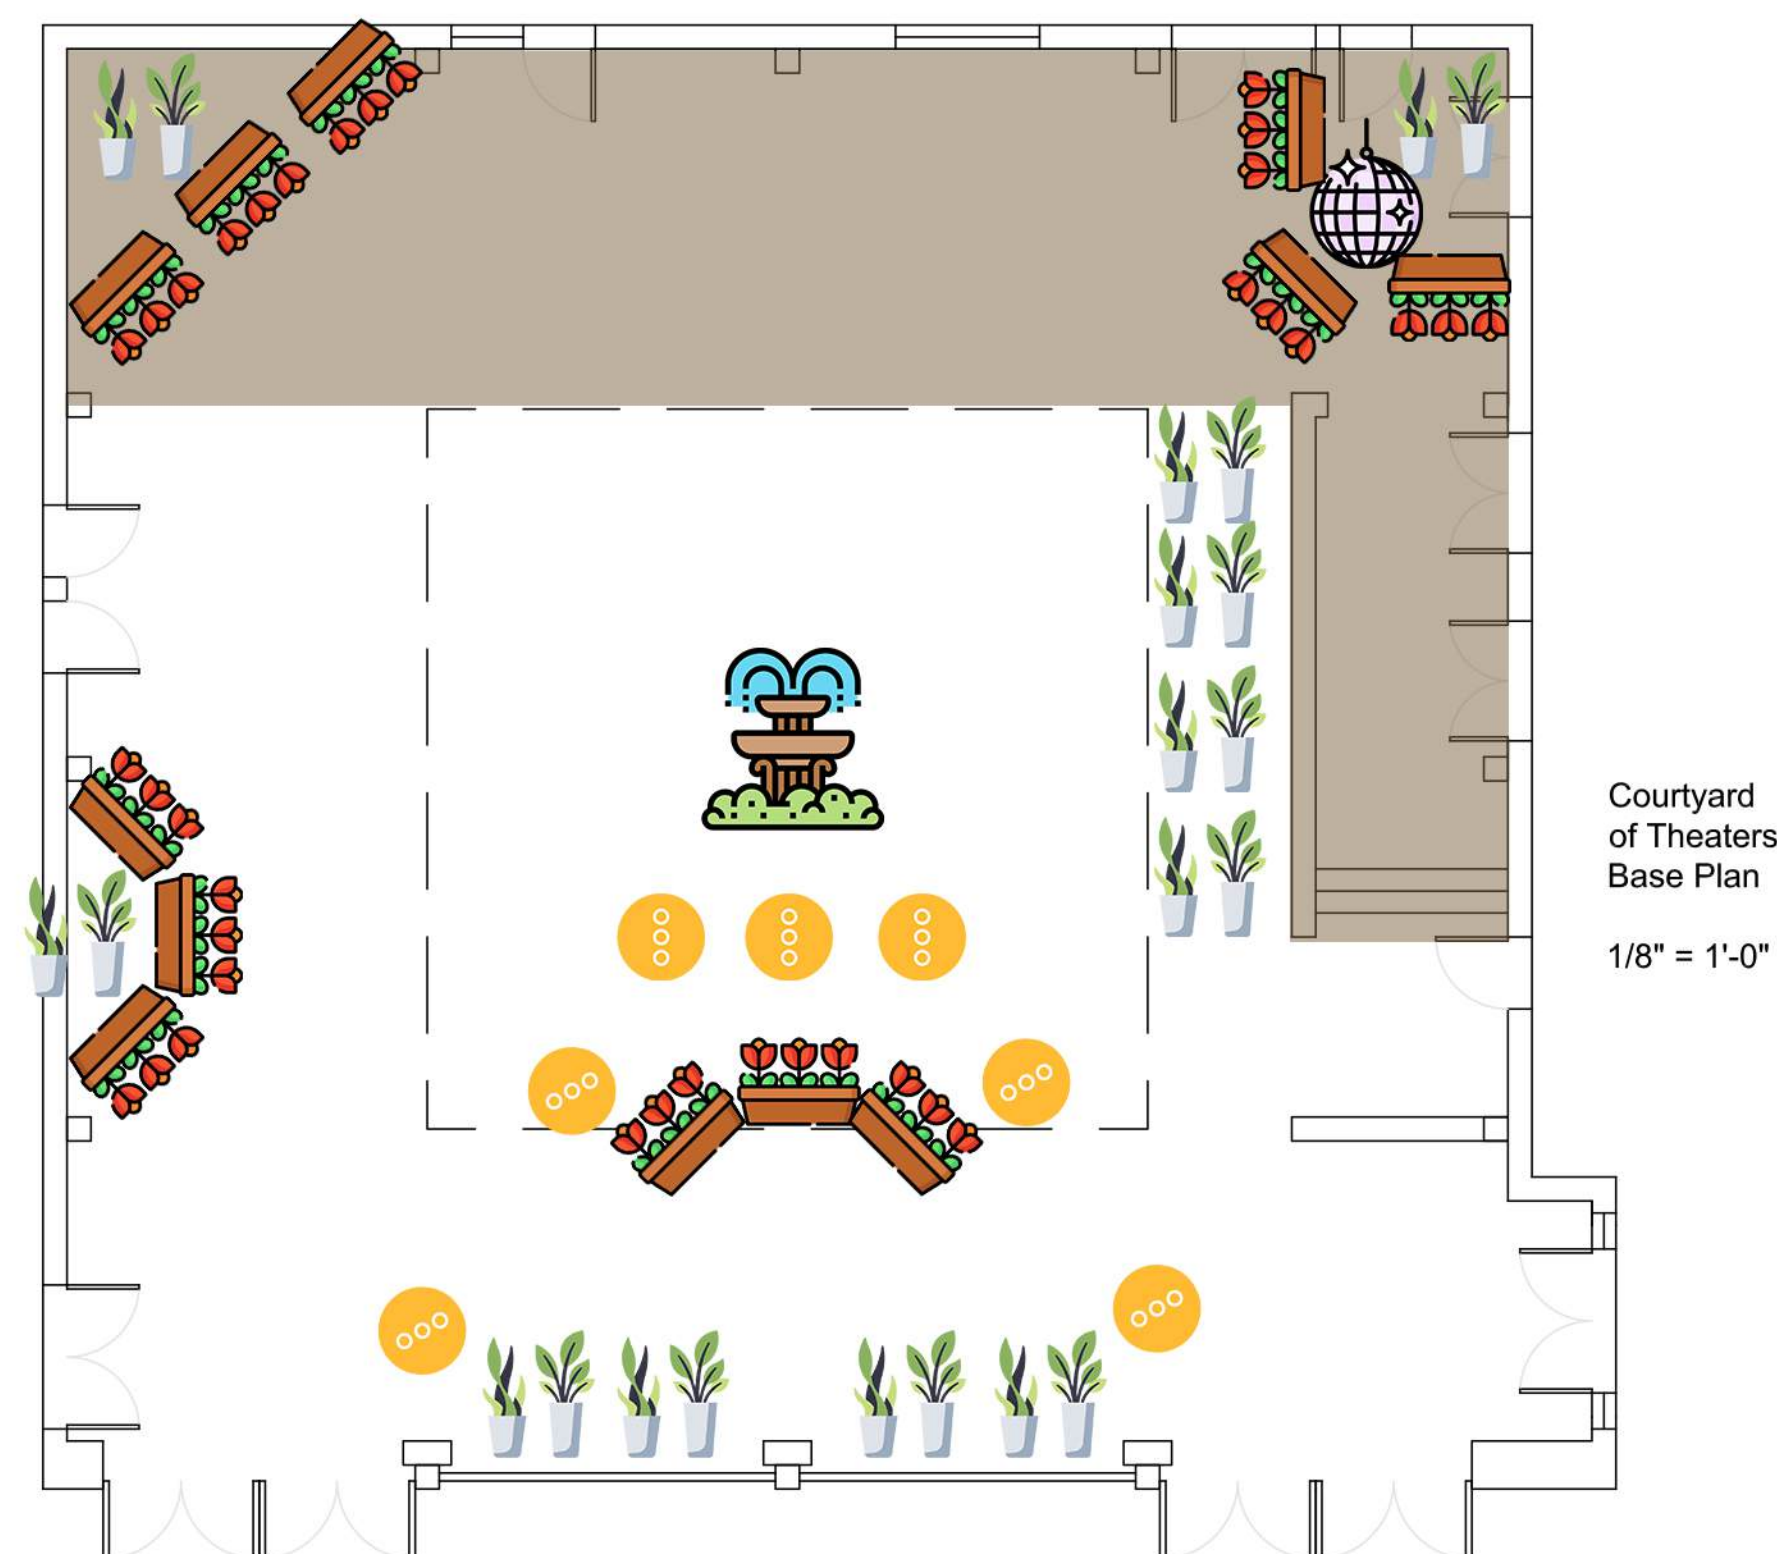 Courtyard
of Theaters
Base Plan
1/8" = 1'-0"